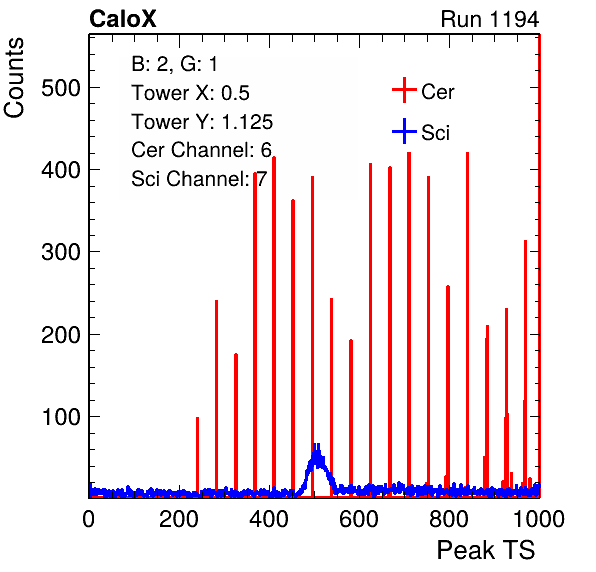 CaloX Run 1194
Counts
B: 2, G: 1
Tower X: 0.5
Tower Y: 1.125
Cer Channel: 6
Sci Channel: 7
Cer
Sci
500
400
300
200
100
0 200 400 600 800 1000
Peak TS